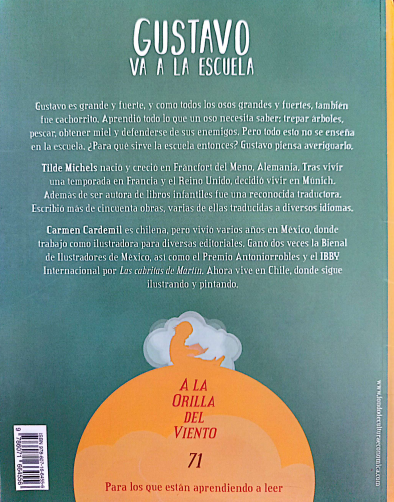 GUSTAVO
VA A LA ESCUELA
Gustavo es grande y fuerte, y como todos los osos grandes y fuertes, también
fue cachorrito. Aprendió todo lo que un oso necesita saber: trepar árboles,
pescar, obtener miel y defenderse de sus enemigos. Pero todo esto no se enseña
en la escuela. ¿Para qué sirve la escuela entonces? Gustavo piensa averiguarlo.
Tilde Michels nació y creció en Fráncfort del Meno, Alemania. Tras vivir
una temporada en Francia y el Reino Unido, decidió vivir en Múnich.
Además de ser autora de libros infantiles fue una reconocida traductora.
Escribió más de cincuenta obras, varias de ellas traducidas a diversos idiomas.
Carmen Cardemil es chilena, pero vivió varios años en México, donde
trabajó como ilustradora para diversas editoriales. Ganó dos veces la Bienal
de Ilustradores de México, así como el Premio Antoniorrobles y el IBBY
Internacional por Las cabritas de Martín. Ahora vive en Chile, donde sigue
ilustrando y pintando.
A LA
ORILLA
DEL
VIENTO
71
Para los que están aprendiendo a leer
www.fondodeculturaeconomica.com